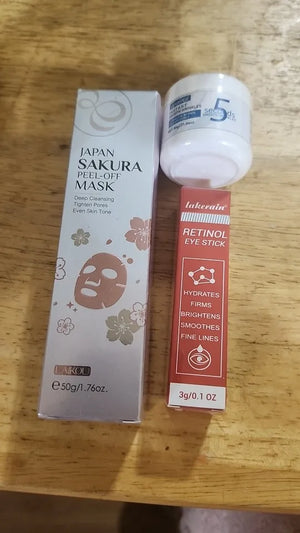 JAPAN
SAKURA
PEEL-OFF
MASK
Deep Cleansing
Tighten Pores
Even Skin Tone
LAIKOU
50g/1.76oz.
5
lakerain
RETINOL
EYE STICK
HYDRATES
FIRMS
BRIGHTENS
SMOOTHES
FINE LINES
3g/0.1 OZ